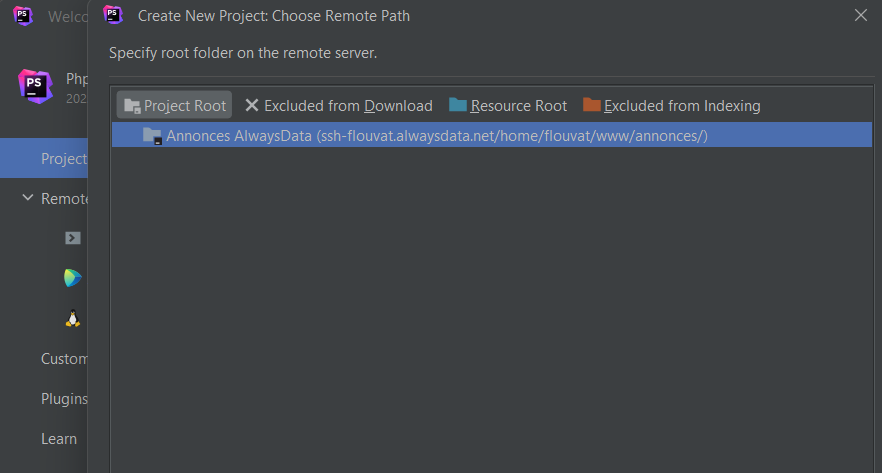 Welco
Create New Project: Choose Remote Path
Specify root folder on the remote server.
PS
Php
202
Project Root
Excluded from Download
Resource Root
Excluded from Indexing
Annonces AlwaysData (ssh-flouvat.alwaysdata.net/home/flouvat/www/annonces/)
Project
Remote
Custom
Plugins
Learn